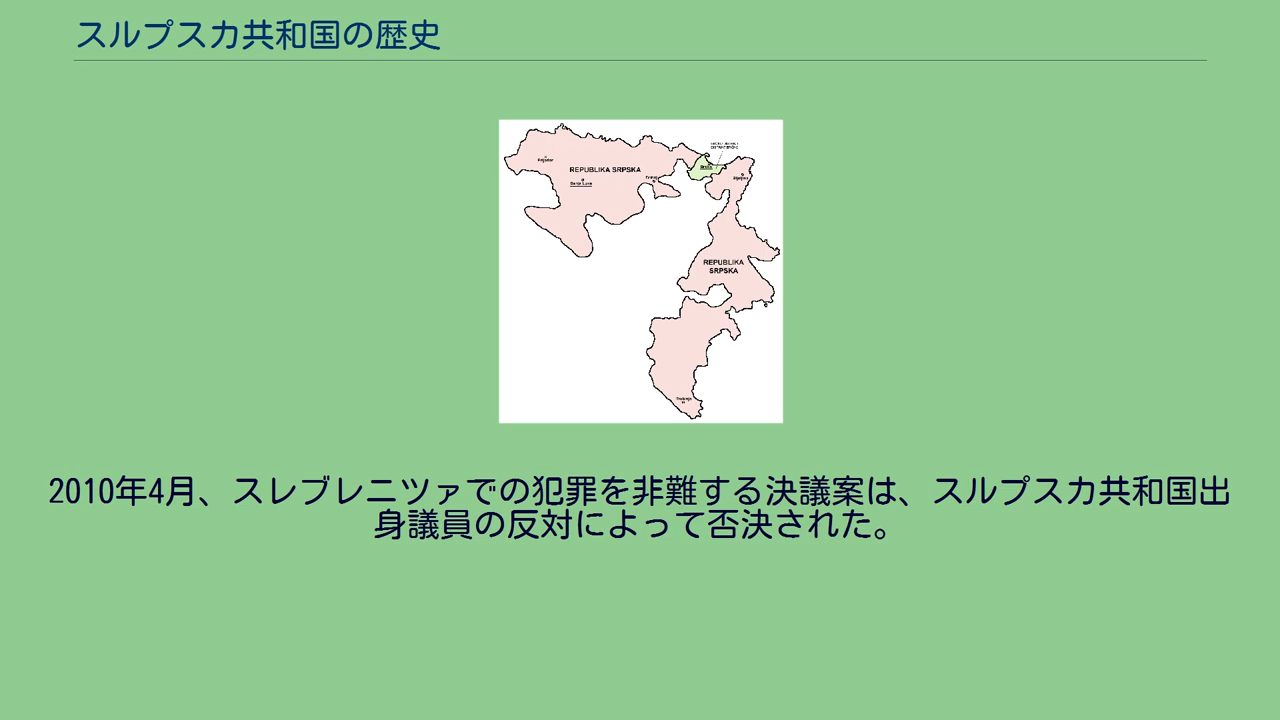 スルプスカ共和国の歴史
REPUBLIKA SRPSKA
Banja Luka
REPUBLIKA
SRPSKA
2010年4月、スレブレニツァでの犯罪を非難する決議案は、スルプスカ共和国出
身議員の反対によって否決された。